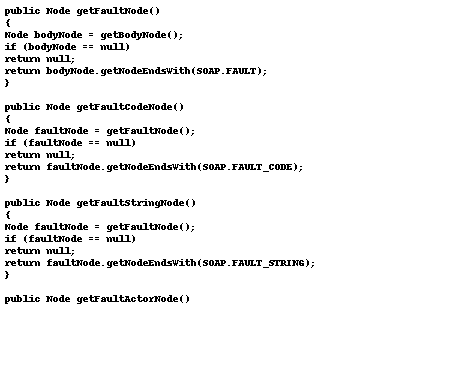 public Node getFaultNode()
{
Node bodyNode = getBodyNode();
if (bodyNode == null)
return null;
return bodyNode.getNodeEndsWith(SOAP.FAULT);
}

public Node getFaultCodeNode()
{
Node faultNode = getFaultNode();
if (faultNode == null)
return null;
return faultNode.getNodeEndsWith(SOAP.FAULT_CODE);
}

public Node getFaultStringNode()
{
Node faultNode = getFaultNode();
if (faultNode == null)
return null;
return faultNode.getNodeEndsWith(SOAP.FAULT_STRING);
}

public Node getFaultActorNode()